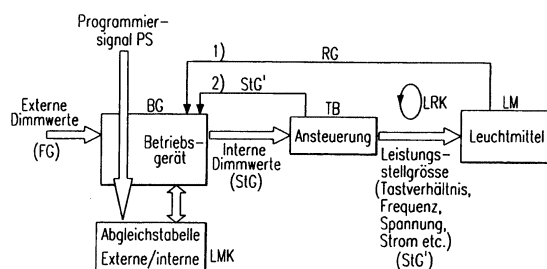 Programmier-
signal PS
1)
RG
2)
StG'
LRK
Externe
Dimmwerte
(FG)
BG
Betriebs-
gerät
Interne
Dimmwerte
(StG)
TB
Ansteuerung
LM
Leuchtmittel
Leistungs-
stellgrösse
(Tastverhältnis,
Frequenz,
Spannung,
Strom etc.)
(StG')
Abgleichstabelle
Externe/interne
LMK